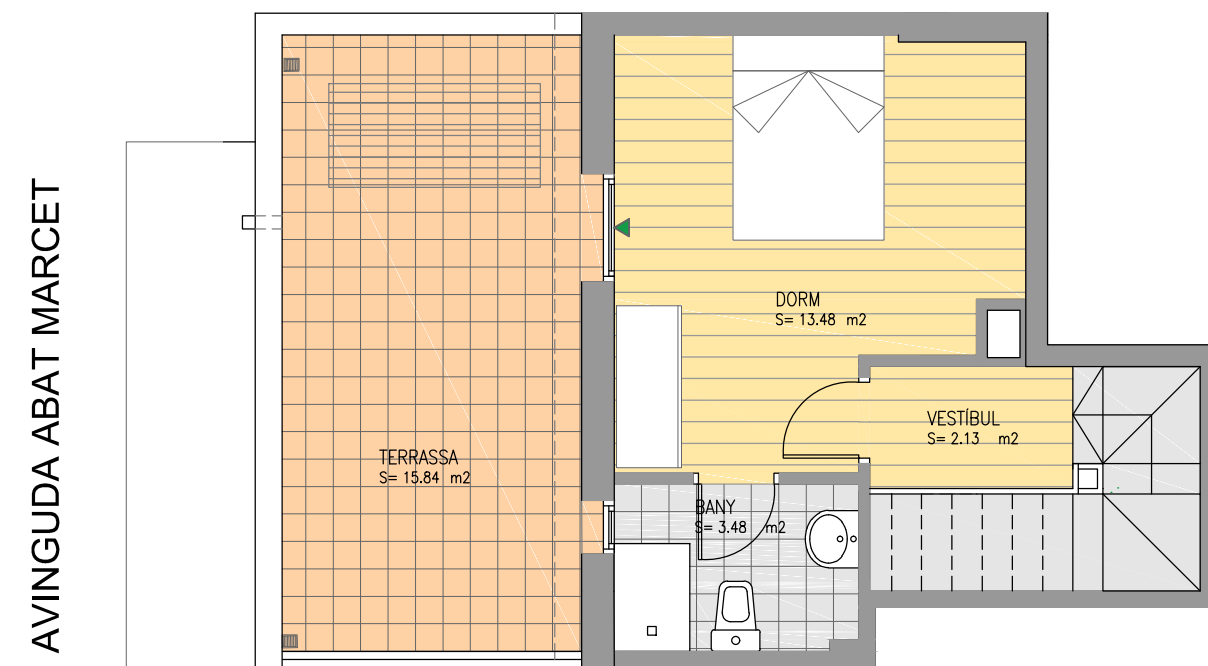 AVINGUDA ABAT MARCET
TERRASSA
S= 15.84 m2
DORM
S= 13.48 m2
VESTÍBUL
S= 2.13 m2
BANY
S= 3.48 m2